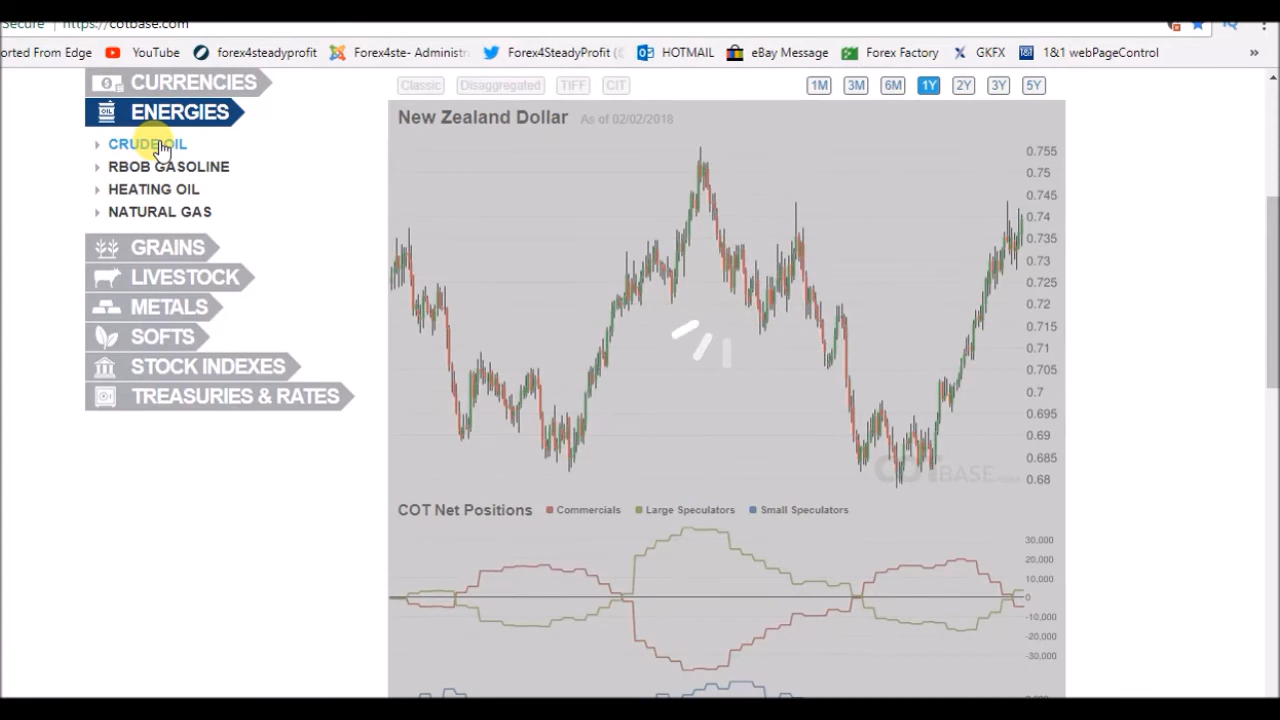 Secure https://cotbase.com
orted From Edge YouTube forex4steadyprofit Forex4ste- Administr Forex4SteadyProfit ( HOTMAIL eBay Message Forex Factory GKFX 1&1 webPageControl »
CURRENCIES
ENERGIES
CRUDE OIL
RBOB GASOLINE
HEATING OIL
NATURAL GAS
GRAINS
LIVESTOCK
METALS
SOFTS
STOCK INDEXES
TREASURIES & RATES
Classic Disaggregated TIFF CIT 1M 3M 6M 1Y 2Y 3Y 5Y
New Zealand Dollar As of 02/02/2018
0.755
0.75
0.745
0.74
0.735
0.73
0.725
0.72
0.715
0.71
0.705
0.7
0.695
0.69
0.685
0.68
COTBASE.com
COT Net Positions Commercials Large Speculators Small Speculators
30,000
20,000
10,000
0
-10,000
-20,000
-30,000